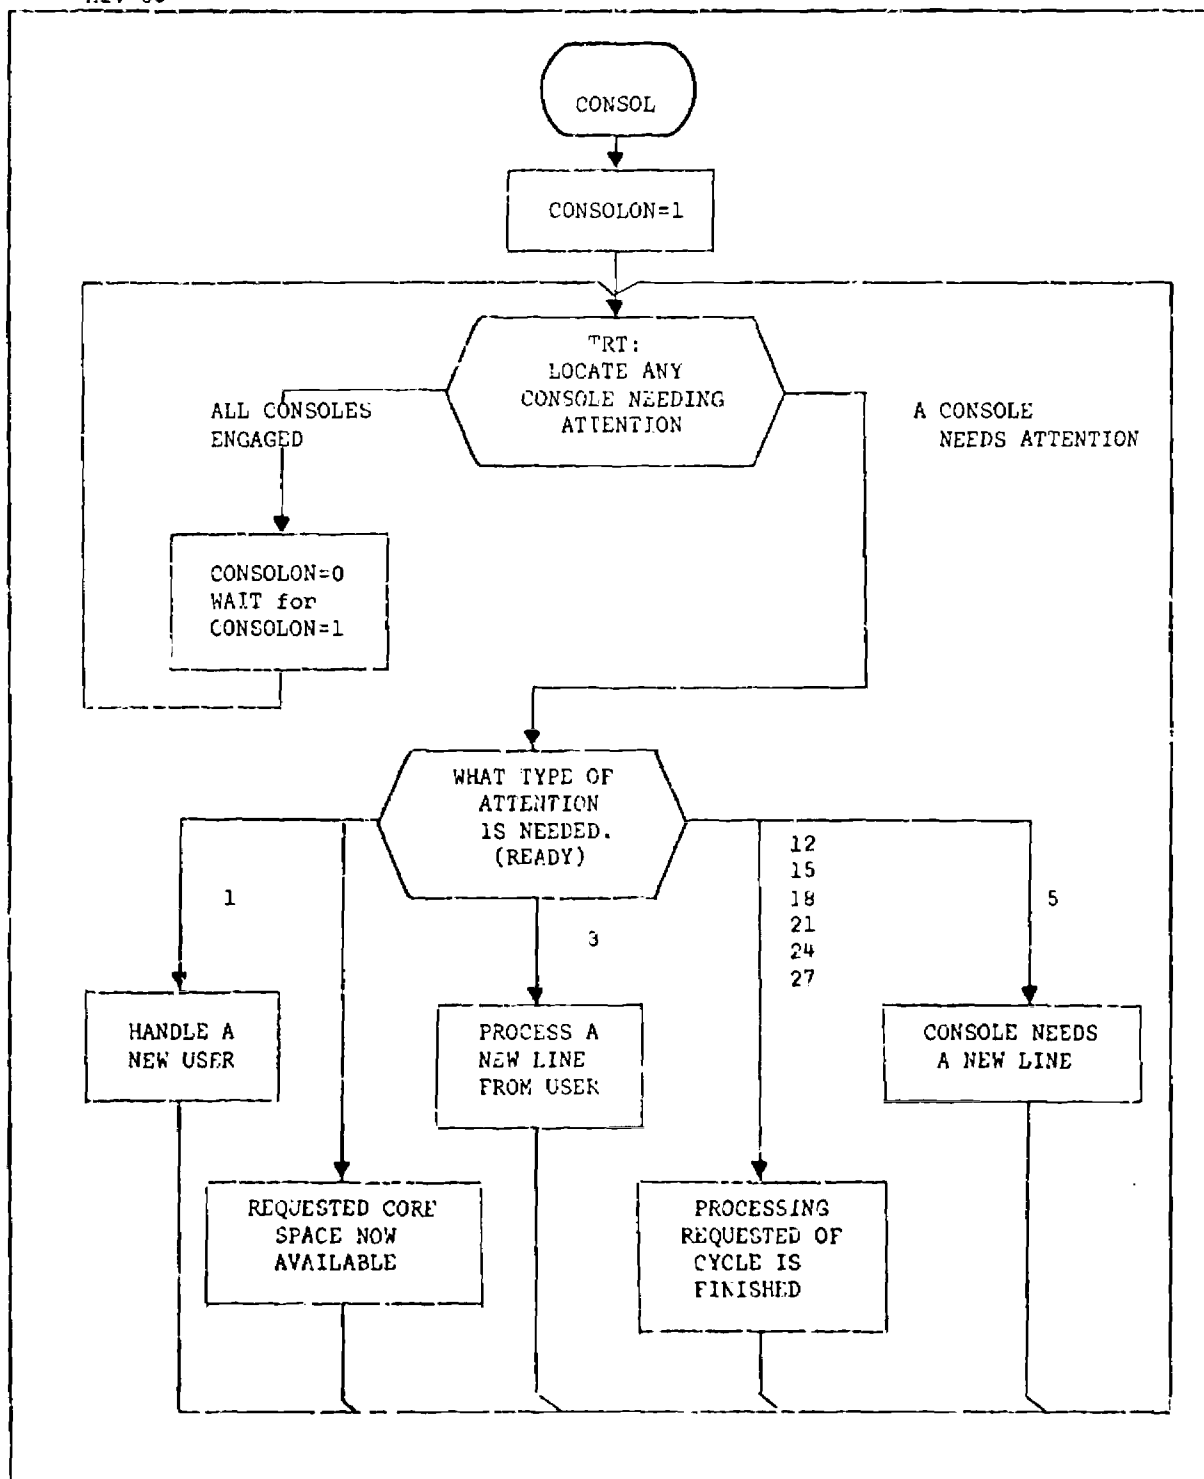 CONSOL
CONSOLON=1
TRT:
LOCATE ANY
CONSOLE NEEDING
ATTENTION
ALL CONSOLES
ENGAGED
A CONSOLE
NEEDS ATTENTION
CONSOLON=0
WAIT for
CONSOLON=1
WHAT TYPE OF
ATTENTION
IS NEEDED.
(READY)
1
3
12
15
18
21
24
27
5
HANDLE A
NEW USER
PROCESS A
NEW LINE
FROM USER
CONSOLE NEEDS
A NEW LINE
REQUESTED CORE
SPACE NOW
AVAILABLE
PROCESSING
REQUESTED OF
CYCLE IS
FINISHED